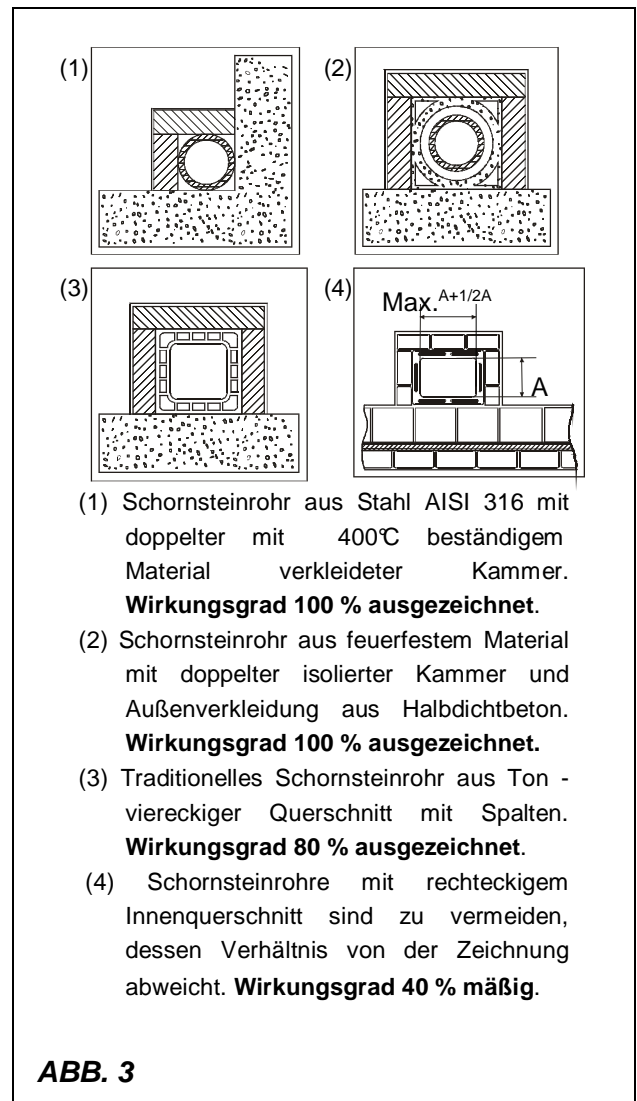 (1)
(2)
(3)
(4)
Max. A+1/2A
A
(1) Schornsteinrohr aus Stahl AISI 316 mit
doppelter mit 400℃ beständigem
Material verkleideter Kammer.
Wirkungsgrad 100 % ausgezeichnet.
(2) Schornsteinrohr aus feuerfestem Material
mit doppelter isolierter Kammer und
Außenverkleidung aus Halbdichtbeton.
Wirkungsgrad 100 % ausgezeichnet.
(3) Traditionelles Schornsteinrohr aus Ton -
viereckiger Querschnitt mit Spalten.
Wirkungsgrad 80 % ausgezeichnet.
(4) Schornsteinrohre mit rechteckigem
Innenquerschnitt sind zu vermeiden,
dessen Verhältnis von der Zeichnung
abweicht. Wirkungsgrad 40 % mäßig.
ABB. 3